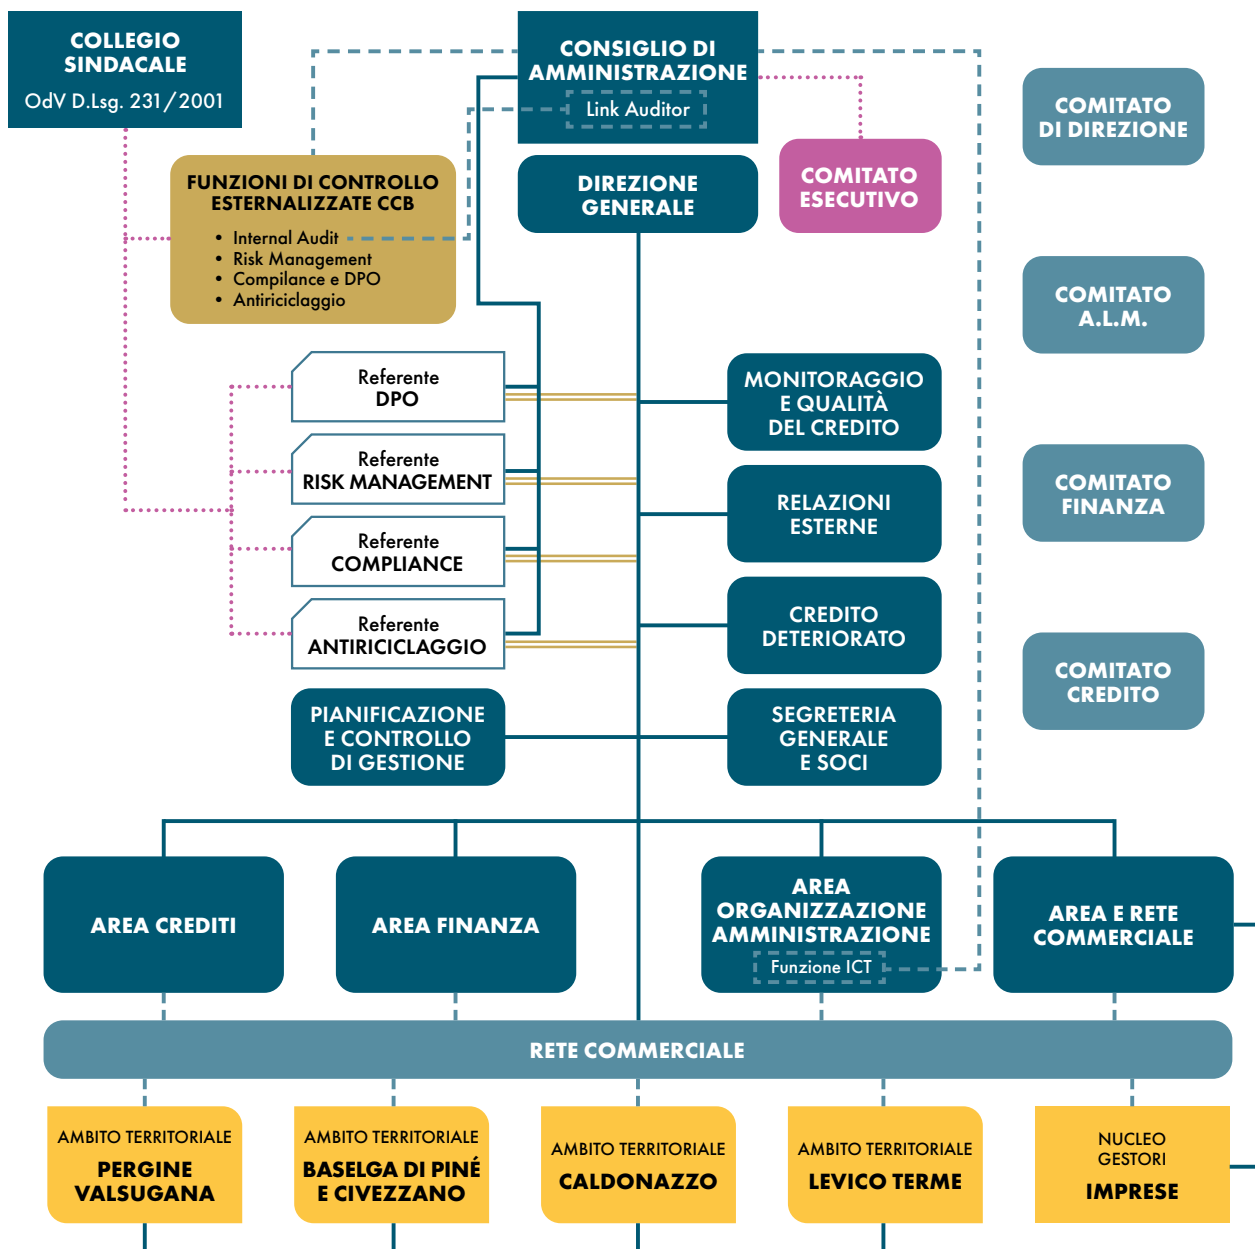 COLLEGIO
SINDACALE
OdV D.Lsg. 231/2001
CONSIGLIO DI
AMMINISTRAZIONE
Link Auditor
COMITATO
DI DIREZIONE
FUNZIONI DI CONTROLLO
ESTERNALIZZATE CCB
• Internal Audit
• Risk Management
• Compilance e DPO
• Antiriciclaggio
DIREZIONE
GENERALE
COMITATO
ESECUTIVO
COMITATO
A.L.M.
Referente
DPO
MONITORAGGIO
E QUALITÀ
DEL CREDITO
Referente
RISK MANAGEMENT
RELAZIONI
ESTERNE
COMITATO
FINANZA
Referente
COMPLIANCE
CREDITO
DETERIORATO
Referente
ANTIRICICLAGGIO
COMITATO
CREDITO
PIANIFICAZIONE
E CONTROLLO
DI GESTIONE
SEGRETERIA
GENERALE
E SOCI
AREA CREDITI
AREA FINANZA
AREA
ORGANIZZAZIONE
AMMINISTRAZIONE
Funzione ICT
AREA E RETE
COMMERCIALE
RETE COMMERCIALE
AMBITO TERRITORIALE
PERGINE
VALSUGANA
AMBITO TERRITORIALE
BASELGA DI PINÉ
E CIVEZZANO
AMBITO TERRITORIALE
CALDONAZZO
AMBITO TERRITORIALE
LEVICO TERME
NUCLEO
GESTORI
IMPRESE